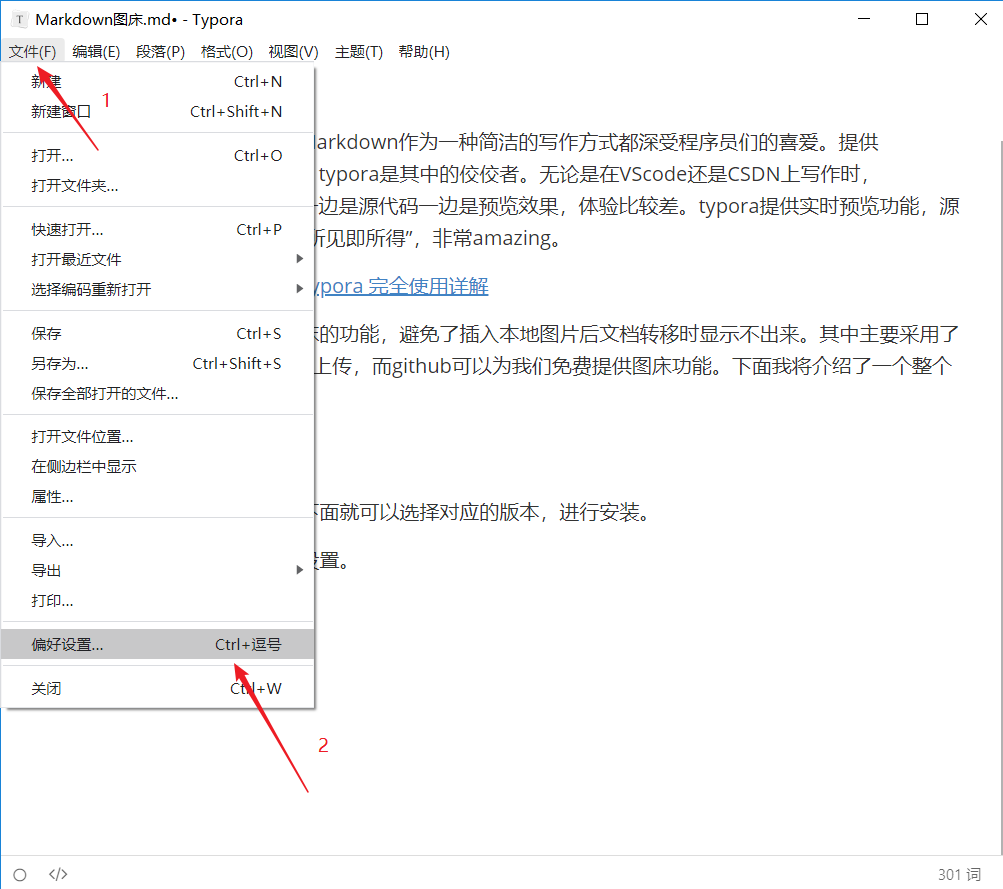 T Markdown图床.md• - Typora
文件(F) 编辑(E) 段落(P) 格式(O) 视图(V) 主题(T) 帮助(H)
新建 Ctrl+N
1
新建窗口 Ctrl+Shift+N
打开... Ctrl+O
打开文件夹...
快速打开... Ctrl+P
打开最近文件
选择编码重新打开
保存 Ctrl+S
另存为... Ctrl+Shift+S
保存全部打开的文件...
打开文件位置...
在侧边栏中显示
属性...
导入...
导出
打印...
偏好设置... Ctrl+逗号
关闭 Ctrl+W
2
arkdown作为一种简洁的写作方式都深受程序员们的喜爱。提供
typora是其中的佼佼者。无论是在VScode还是CSDN上写作时，
边是源代码一边是预览效果，体验比较差。typora提供实时预览功能，源
所见即所得”，非常amazing。
ypora 完全使用详解
床的功能，避免了插入本地图片后文档转移时显示不出来。其中主要采用了
上传，而github可以为我们免费提供图床功能。下面我将介绍了一个整个
下面就可以选择对应的版本，进行安装。
设置。
</> 301 词